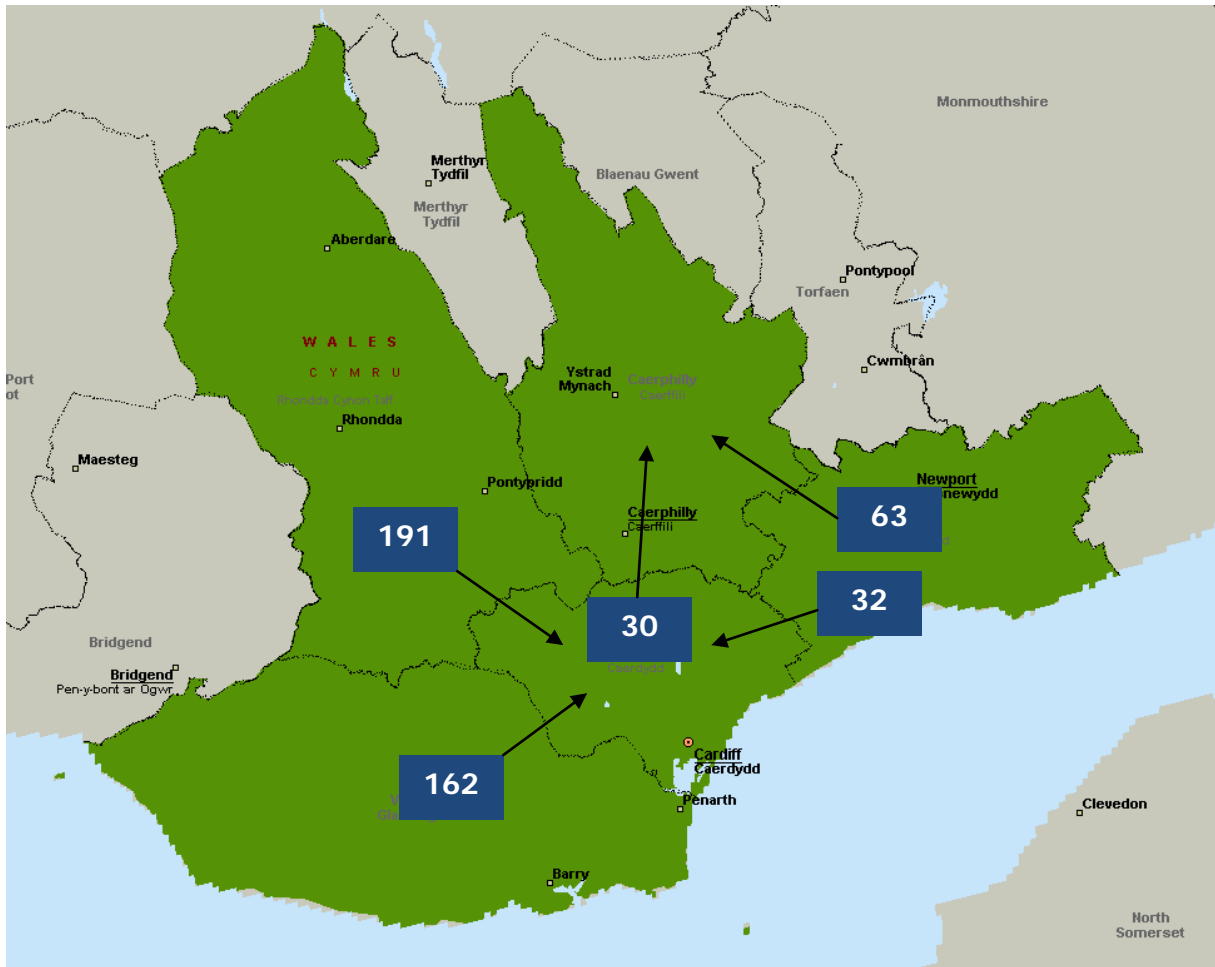 Monmouthshire
Merthyr
Tydfil
Blaenau Gwent
Merthyr
Tydfil
Aberdare
Pontypool
Torfaen
WALES
CYMRU
Cwmbrân
Ystrad
Mynach
Caerphilly
Caerffili
Port
ot
Rhondda Cynon Taff
Rhondda
Maesteg
Pontypridd
Newport
snewydd
Caerphilly
Caerffili
191
63
30
32
Caerdydd
Bridgend
Bridgend
Pen-y-bont ar Ogwr
Cardiff
Caerdydd
162
Penarth
Clevedon
Barry
North
Somerset